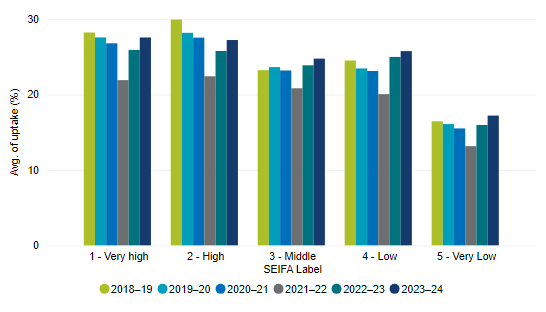 30
20
10
0
Avg. of uptake (%)
1 - Very high
2 - High
3 - Middle
4 - Low
5 - Very Low
SEIFA Label
2018–19
2019–20
2020–21
2021–22
2022–23
2023–24